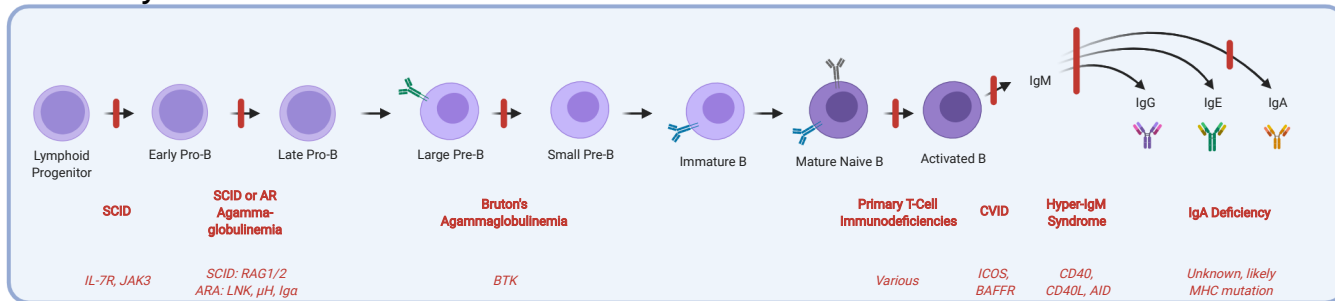 IgM
IgG
IgE
IgA
Lymphoid
Progenitor
Early Pro-B
Late Pro-B
Large Pre-B
Small Pre-B
Immature B
Mature Naive B
Activated B
SCID
SCID or AR
Agamma-
globulinemia
Bruton's
Agammaglobulinemia
Primary T-Cell
Immunodeficiencies
CVID
Hyper-IgM
Syndrome
IgA Deficiency
IL-7R, JAK3
SCID: RAG1/2
ARA: LNK, µH, Igα
BTK
Various
ICOS,
BAFFR
CD40,
CD40L, AID
Unknown, likely
MHC mutation